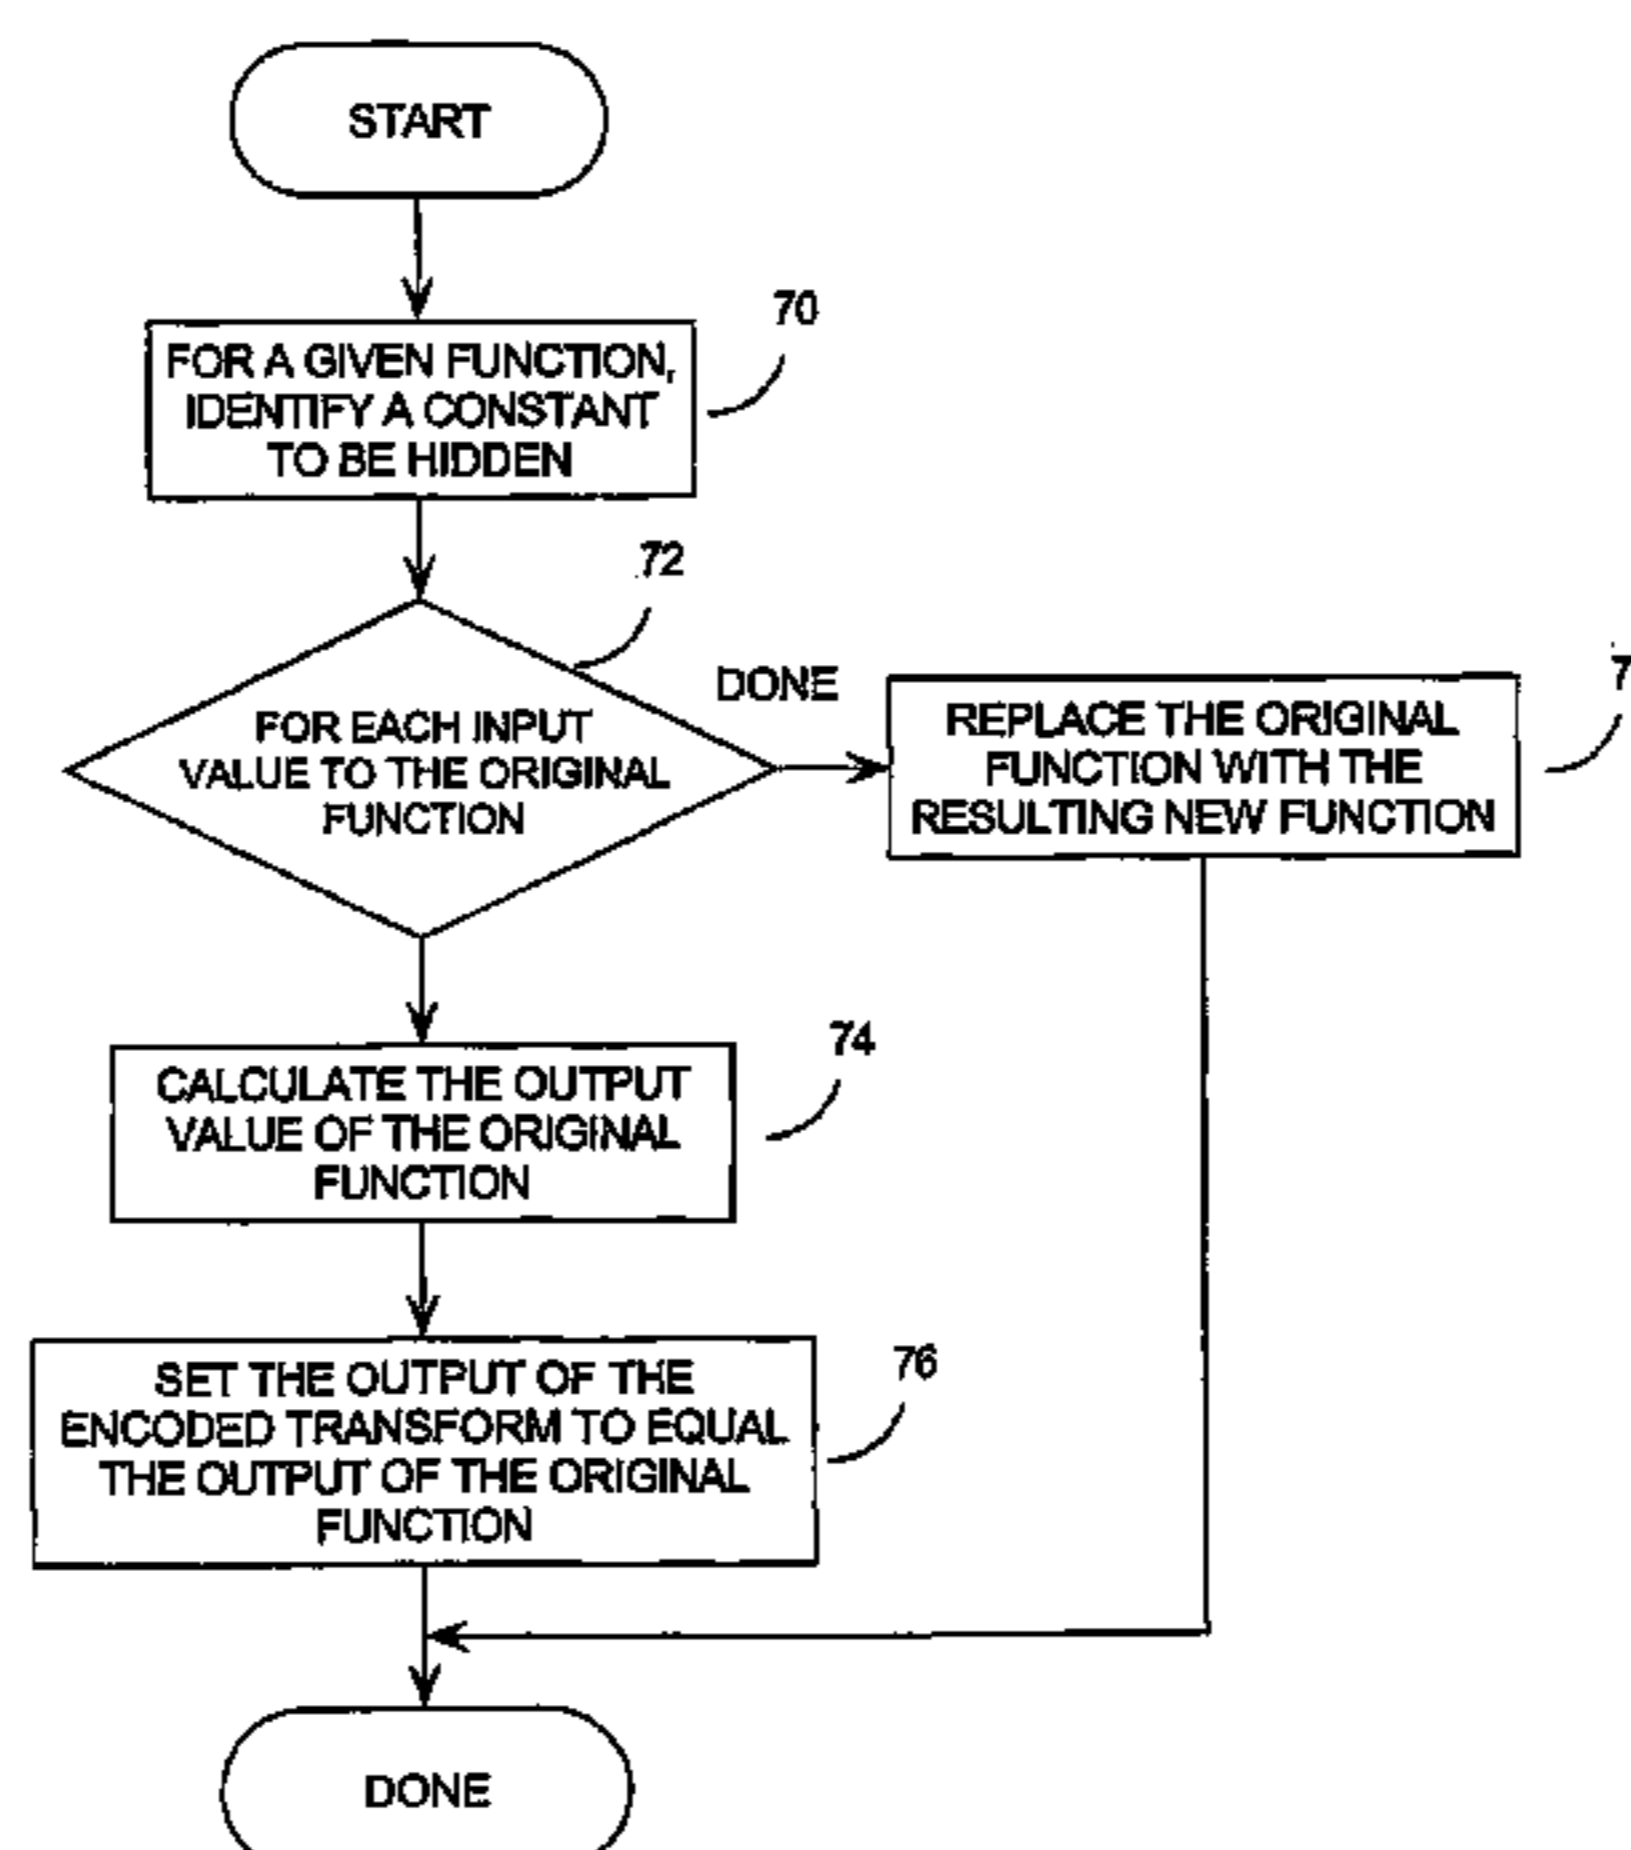 START
70
FOR A GIVEN FUNCTION,
IDENTIFY A CONSTANT
TO BE HIDDEN
72
DONE
FOR EACH INPUT
VALUE TO THE ORIGINAL
FUNCTION
REPLACE THE ORIGINAL
FUNCTION WITH THE
RESULTING NEW FUNCTION
74
CALCULATE THE OUTPUT
VALUE OF THE ORIGINAL
FUNCTION
76
SET THE OUTPUT OF THE
ENCODED TRANSFORM TO EQUAL
THE OUTPUT OF THE ORIGINAL
FUNCTION
DONE